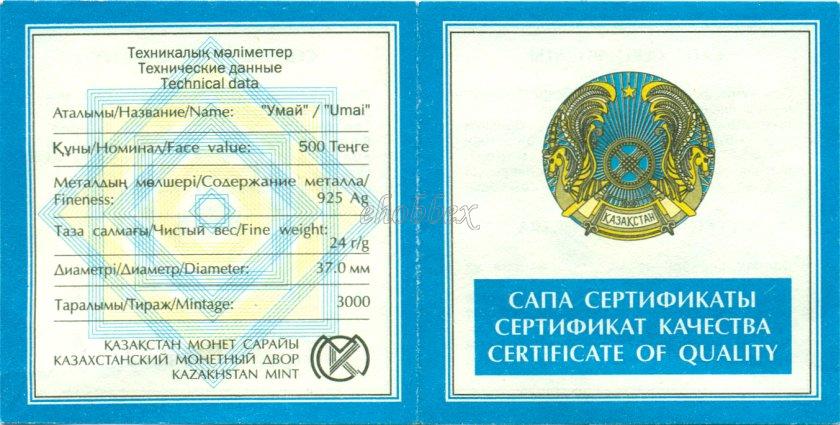 Техникалық мәліметтер
Технические данные
Technical data
Аталымы/Название/Name: "Умай" / "Umai"
Құны/Номинал/Face value: 500 Теңге
Металдың мөлшері/Содержание металла/
Fineness: 925 Ag
Таза салмағы/Чистый вес/Fine weight:
24 г/g
Диаметрі/Диаметр/Diameter: 37.0 мм
Таралымы/Тираж/Mintage: 3000
ҚАЗАҚСТАН МОНЕТ САРАЙЫ
КАЗАХСТАНСКИЙ МОНЕТНЫЙ ДВОР
KAZAKHSTAN MINT
ehobbex
ҚАЗАҚСТАН
САПА СЕРТИФИКАТЫ
СЕРТИФИКАТ КАЧЕСТВА
CERTIFICATE OF QUALITY